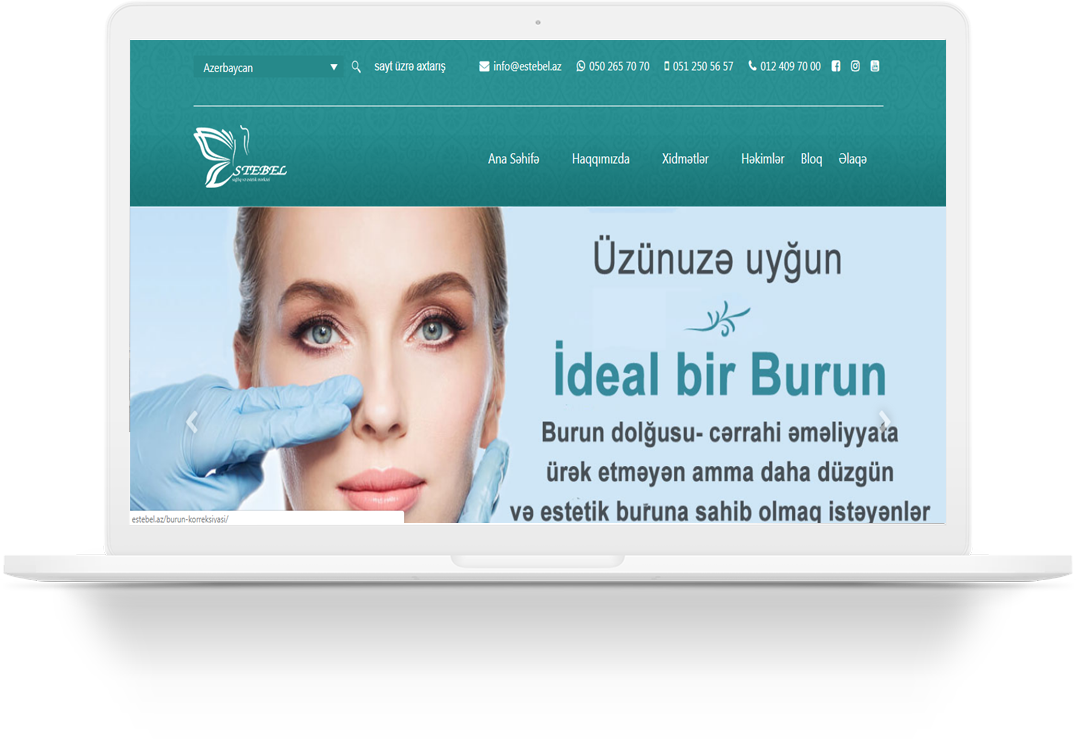 Azerbaycan
sayt üzrə axtarış
info@estebel.az
050 265 70 70
051 250 56 57
012 409 70 00
STEBEL
Ana Səhifə
Haqqımızda
Xidmətlər
Həkimlər
Bloq
Əlaqə
Üzünuzə uyğun
İdeal bir Burun
Burun dolğusu- cərrahi əməliyyata
ürək etməyən amma daha düzgün
və estetik buruna sahib olmaq istəyənlər
estebel.az/burun-korreksiyasi/